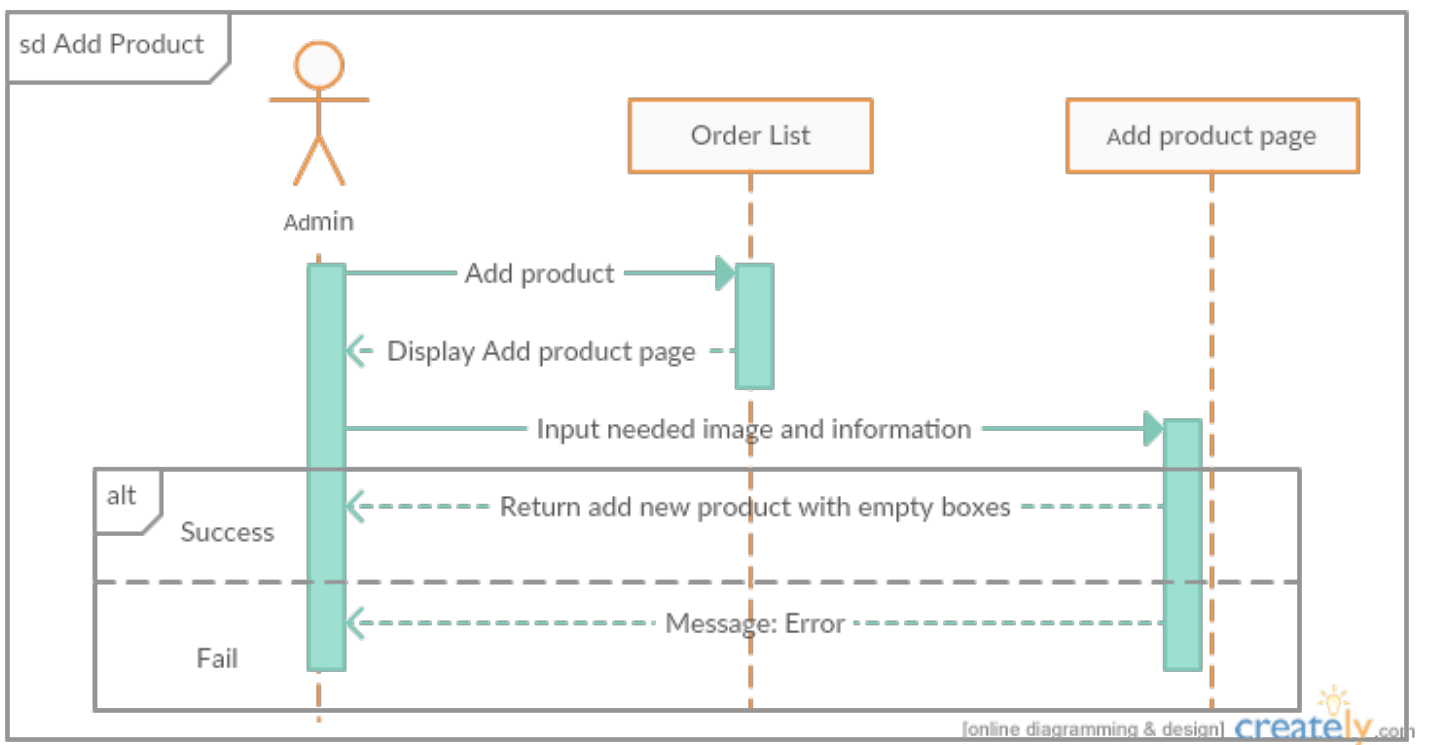 sd Add Product
Order List
Add product page
Admin
Add product
Display Add product page
Input needed image and information
alt
Return add new product with empty boxes
Success
Message: Error
Fail
[online diagramming & design] creately.com